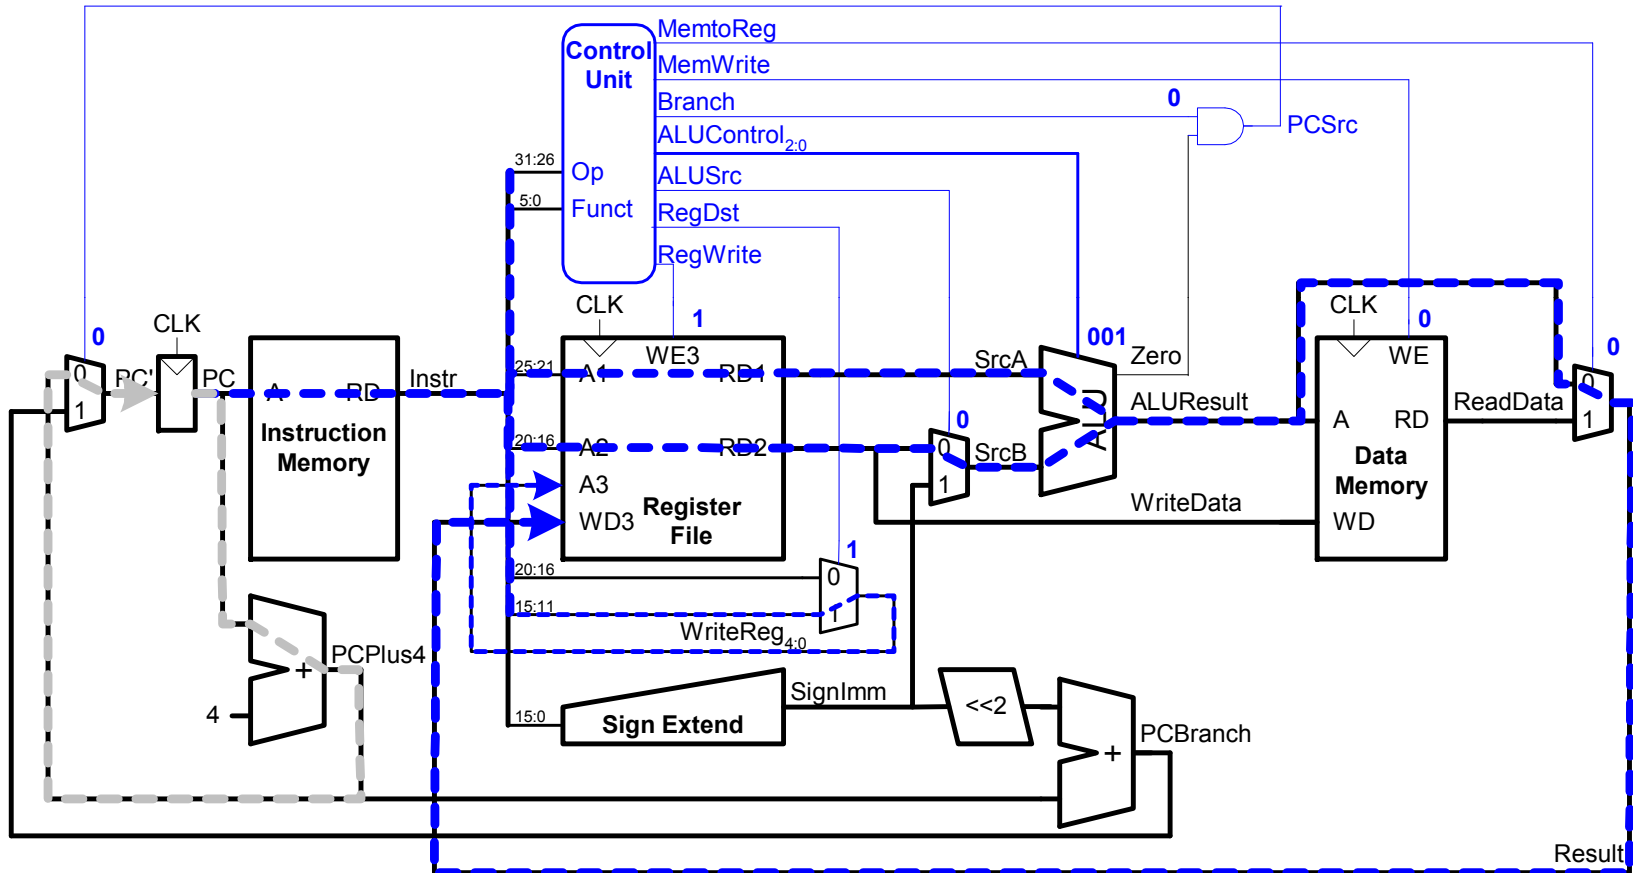 MemtoReg
Control
Unit
MemWrite
Branch
0
PCSrc
ALUControl2:0
31:26
Op
ALUSrc
5:0
Funct
RegDst
RegWrite
CLK
CLK
CLK
0
1
001
0
0
WE3
WE
0
PC'
PC
A
RD
Instr
25:21
A1
RD1
SrcA
Zero
0
1
Instruction
Memory
ALU
ALUResult
A
RD
ReadData
1
0
20:16
A2
RD2
0
SrcB
Data
Memory
A3
1
WD3
Register
File
WriteData
WD
1
20:16
0
15:11
1
WriteReg4:0
PCPlus4
+
4
SignImm
15:0
Sign Extend
<<2
PCBranch
+
Result